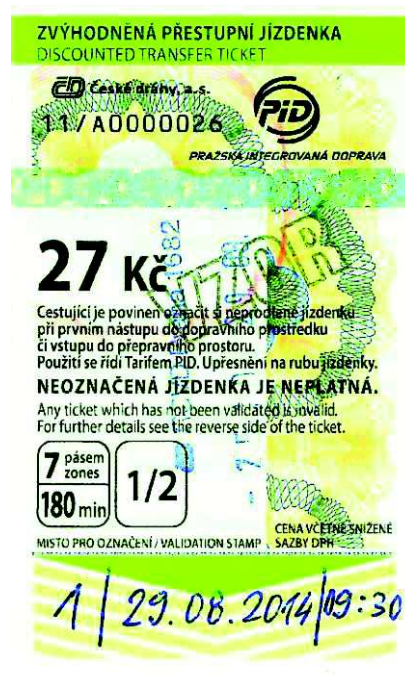 ZVÝHODNĚNÁ PŘESTUPNÍ JÍZDENKA
DISCOUNTED TRANSFER TICKET
ČD České dráhy, a.s.
PID
11/A0000026
PRAŽSKÁ INTEGROVANÁ DOPRAVA
27 Kč
VZOR
Cestující je povinen označit si neprodleně jízdenku
při prvním nástupu do dopravního prostředku
či vstupu do přepravního prostoru.
Použití se řídí Tarifem PID. Upřesnění na rubu jízdenky.
NEOZNAČENÁ JÍZDENKA JE NEPLATNÁ.
Any ticket which has not been validated is invalid.
For further details see the reverse side of the ticket.
7 pásem
zones
180 min
1/2
CENA VČETNĚ SNÍŽENÉ
MÍSTO PRO OZNAČENÍ / VALIDATION STAMP SAZBY DPH
1 / 29.08.2014 / 09:30